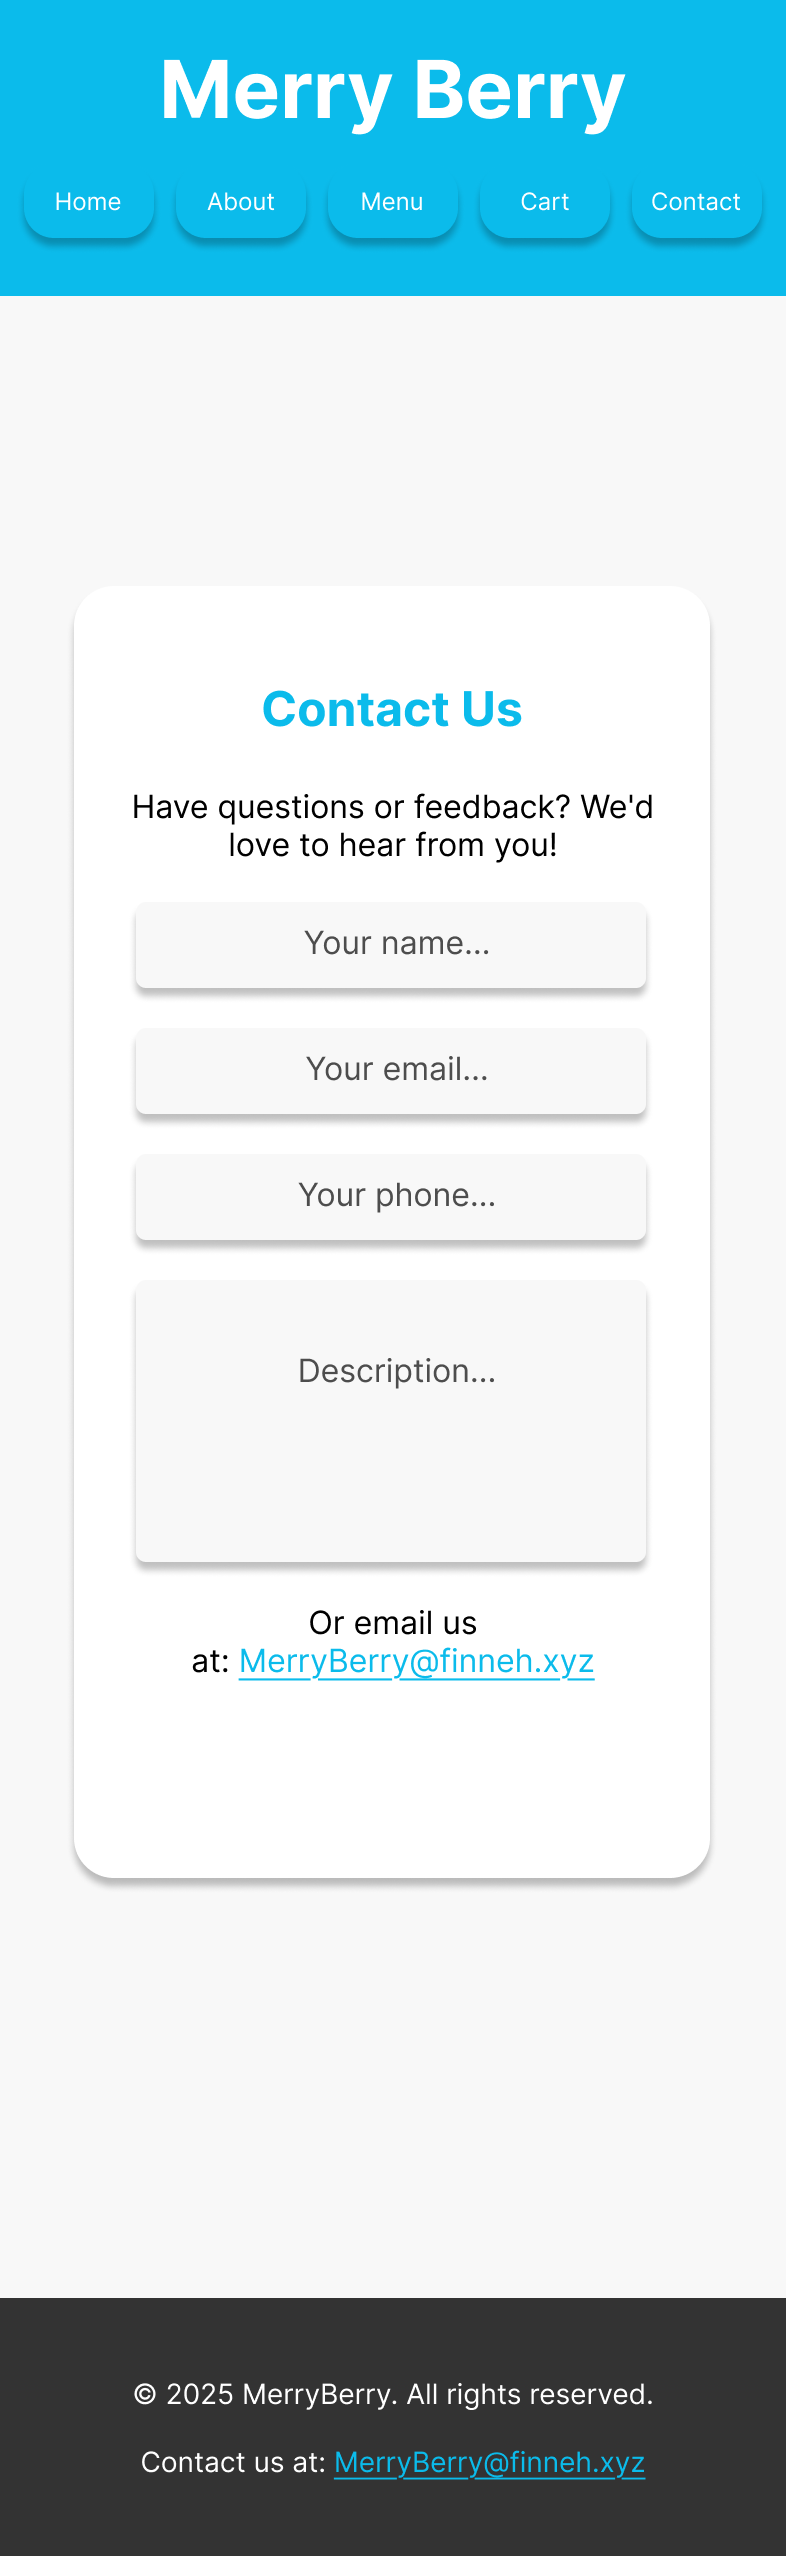 Merry Berry
Home About Menu Cart Contact
Contact Us
Have questions or feedback? We'd
love to hear from you!
Your name...
Your email...
Your phone...
Description...
Or email us
at: MerryBerry@finneh.xyz
© 2025 MerryBerry. All rights reserved.
Contact us at: MerryBerry@finneh.xyz